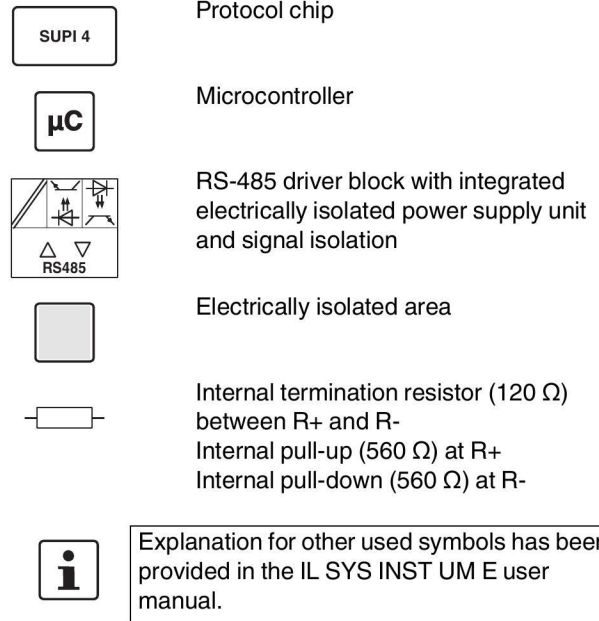 SUPI 4
Protocol chip
µC
Microcontroller
RS-485 driver block with integrated
electrically isolated power supply unit
and signal isolation
RS485
Electrically isolated area
Internal termination resistor (120 Ω)
between R+ and R-
Internal pull-up (560 Ω) at R+
Internal pull-down (560 Ω) at R-
i
Explanation for other used symbols has been
provided in the IL SYS INST UM E user
manual.